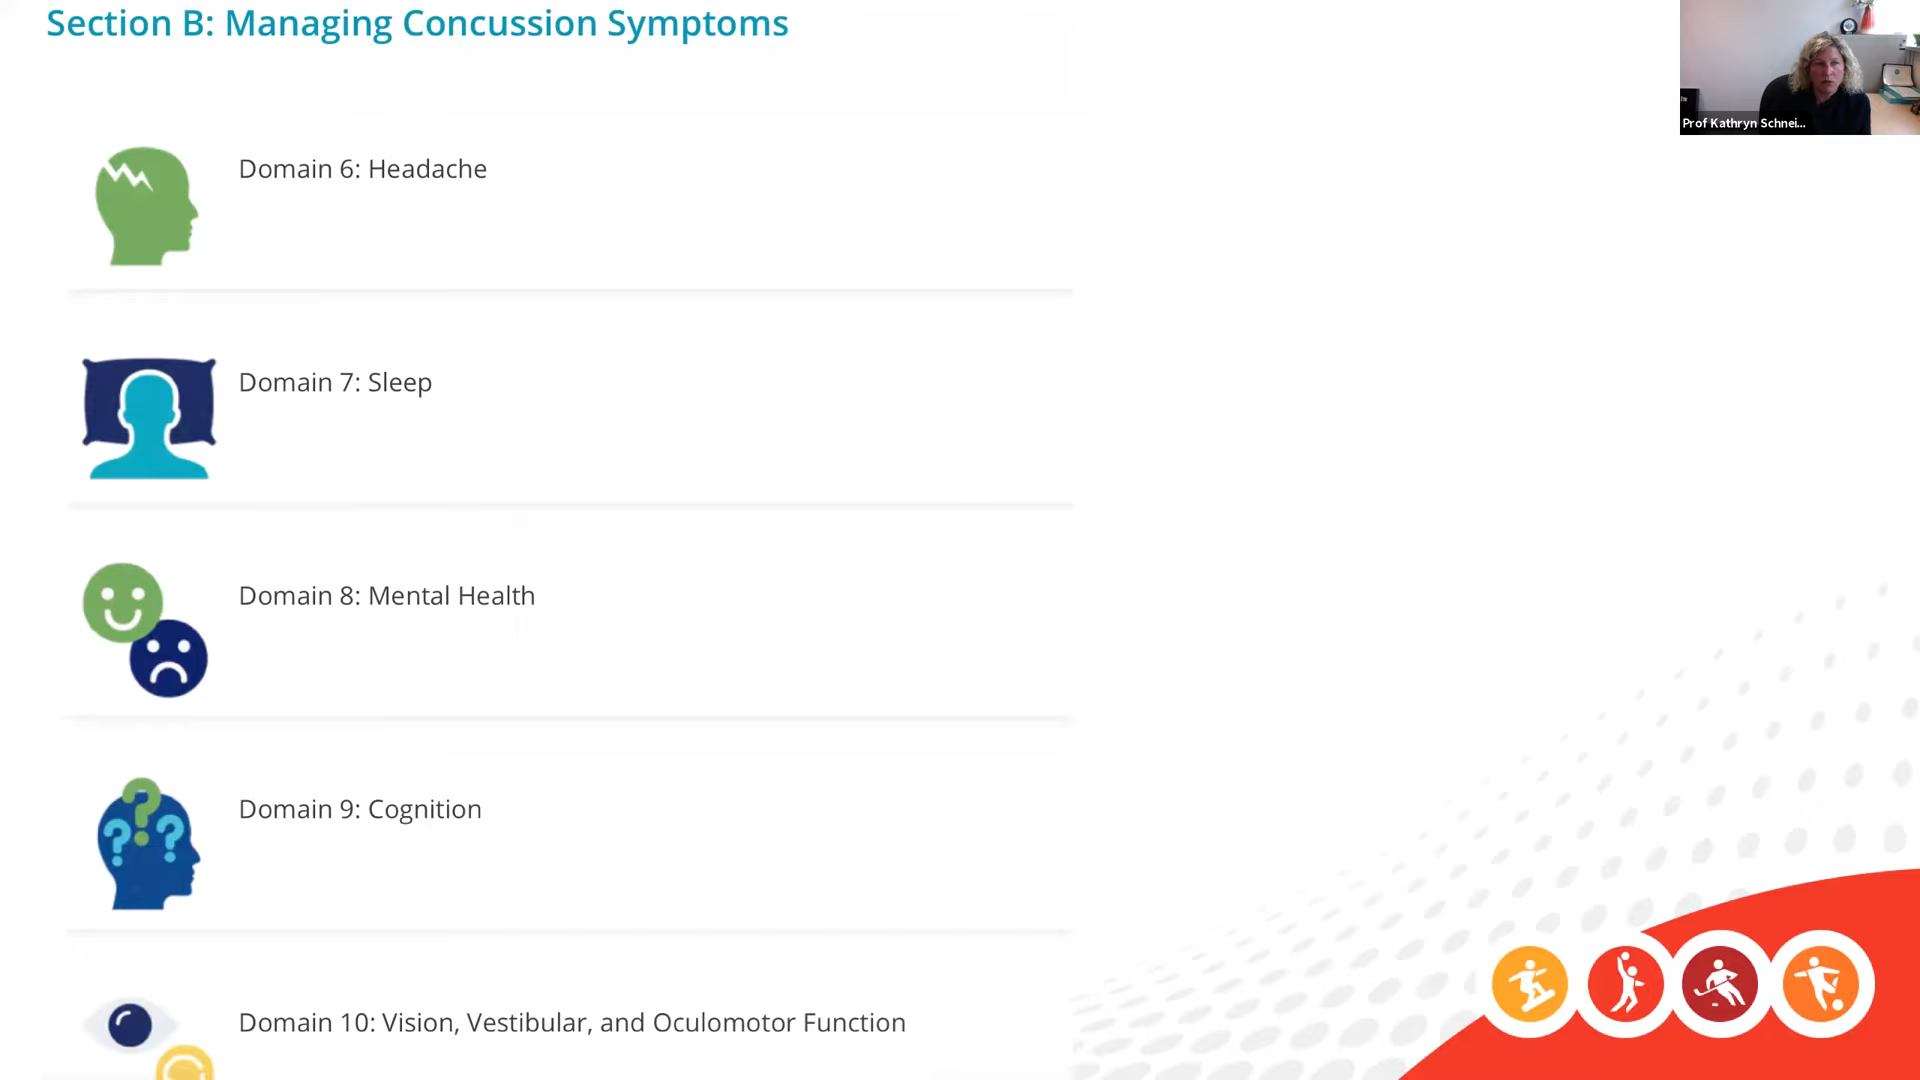 Section B: Managing Concussion Symptoms
Prof Kathryn Schnei...
Domain 6: Headache
Domain 7: Sleep
Domain 8: Mental Health
Domain 9: Cognition
Domain 10: Vision, Vestibular, and Oculomotor Function